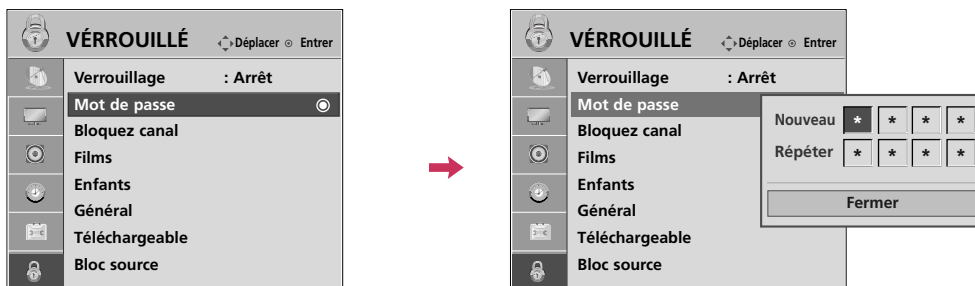 VÉRROUILLÉ Déplacer Entrer
Verrouillage : Arrêt
Mot de passe
Bloquez canal
Films
Enfants
Général
Téléchargeable
Bloc source
VÉRROUILLÉ Déplacer Entrer
Verrouillage : Arrêt
Mot de passe
Bloquez canal
Films
Enfants
Général
Téléchargeable
Bloc source
Nouveau * * * *
Répéter * * * *
Fermer